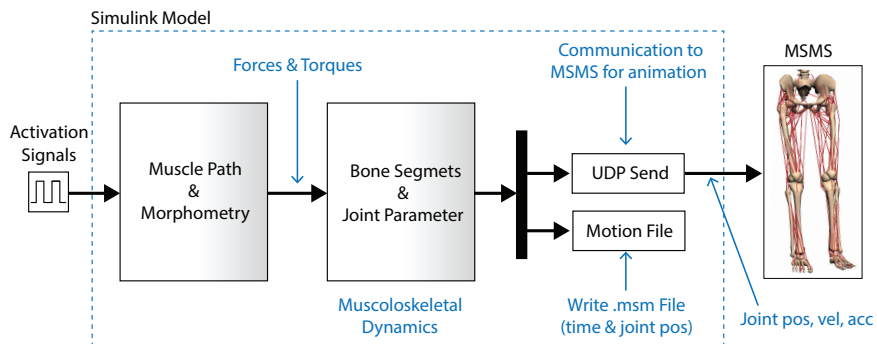 Simulink Model
MSMS
Forces & Torques
Communication to
MSMS for animation
Activation
Signals
Muscle Path
&
Morphometry
Bone Segmets
&
Joint Parameter
UDP Send
Motion File
Muscoloskeletal
Dynamics
Write .msm File
(time & joint pos)
Joint pos, vel, acc